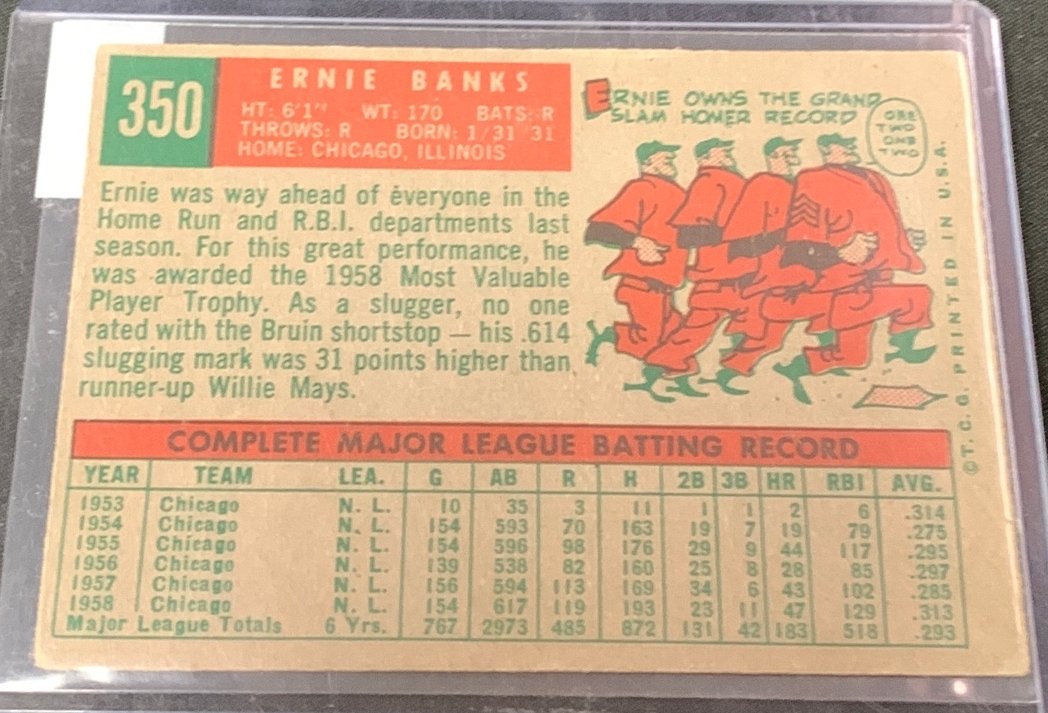 350
ERNIE BANKS
HT: 6'1" WT: 170 BATS: R
THROWS: R BORN: 1/31/31
HOME: CHICAGO, ILLINOIS
Ernie was way ahead of everyone in the
Home Run and R.B.I. departments last
season. For this great performance, he
was awarded the 1958 Most Valuable
Player Trophy. As a slugger, no one
rated with the Bruin shortstop — his .614
slugging mark was 31 points higher than
runner-up Willie Mays.
ERNIE OWNS THE GRAND
SLAM HOMER RECORD
ONE
TWO
ONE
TWO
©T.C.G. PRINTED IN U.S.A.
COMPLETE MAJOR LEAGUE BATTING RECORD
YEAR TEAM LEA. G AB R H 2B 3B HR RBI AVG.
1953 Chicago N. L. 10 35 3 11 1 1 2 6 .314
1954 Chicago N. L. 154 593 70 163 19 7 19 79 .275
1955 Chicago N. L. 154 596 98 176 29 9 44 117 .295
1956 Chicago N. L. 139 538 82 160 25 8 28 85 .297
1957 Chicago N. L. 156 594 113 169 34 6 43 102 .285
1958 Chicago N. L. 154 617 119 193 23 11 47 129 .313
Major League Totals 6 Yrs. 767 2973 485 872 131 42 183 518 .293